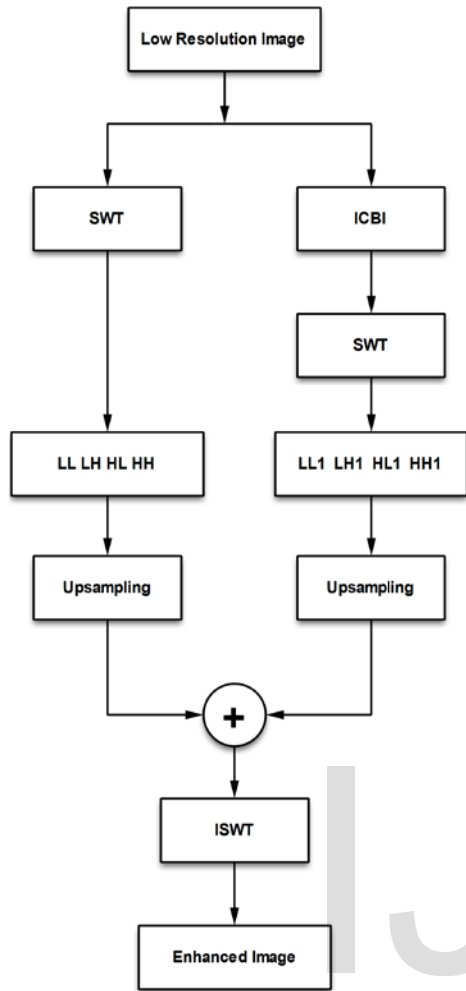 Low Resolution Image
SWT
ICBI
SWT
LL LH HL HH
LL1 LH1 HL1 HH1
Upsampling
Upsampling
+
ISWT
Enhanced Image
IJ